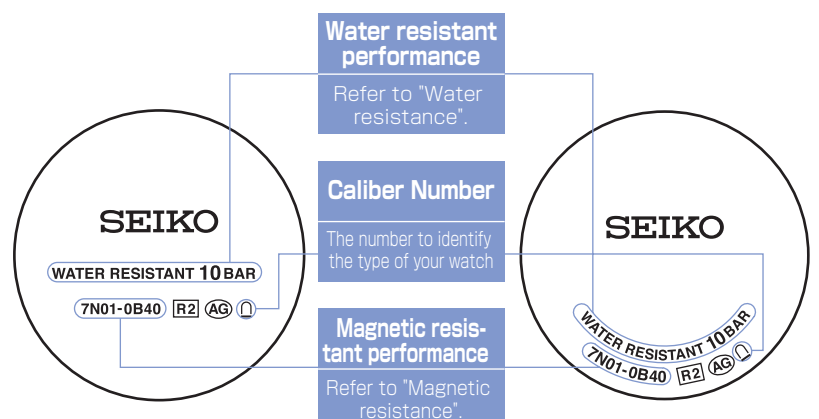 Water resistant
performance
Refer to "Water
resistance".
SEIKO
WATER RESISTANT 10 BAR
7N01-0B40 R2 AG
Caliber Number
The number to identify
the type of your watch
Magnetic resis-
tant performance
Refer to "Magnetic
resistance".
SEIKO
WATER RESISTANT 10 BAR
7N01-0B40 R2 AG